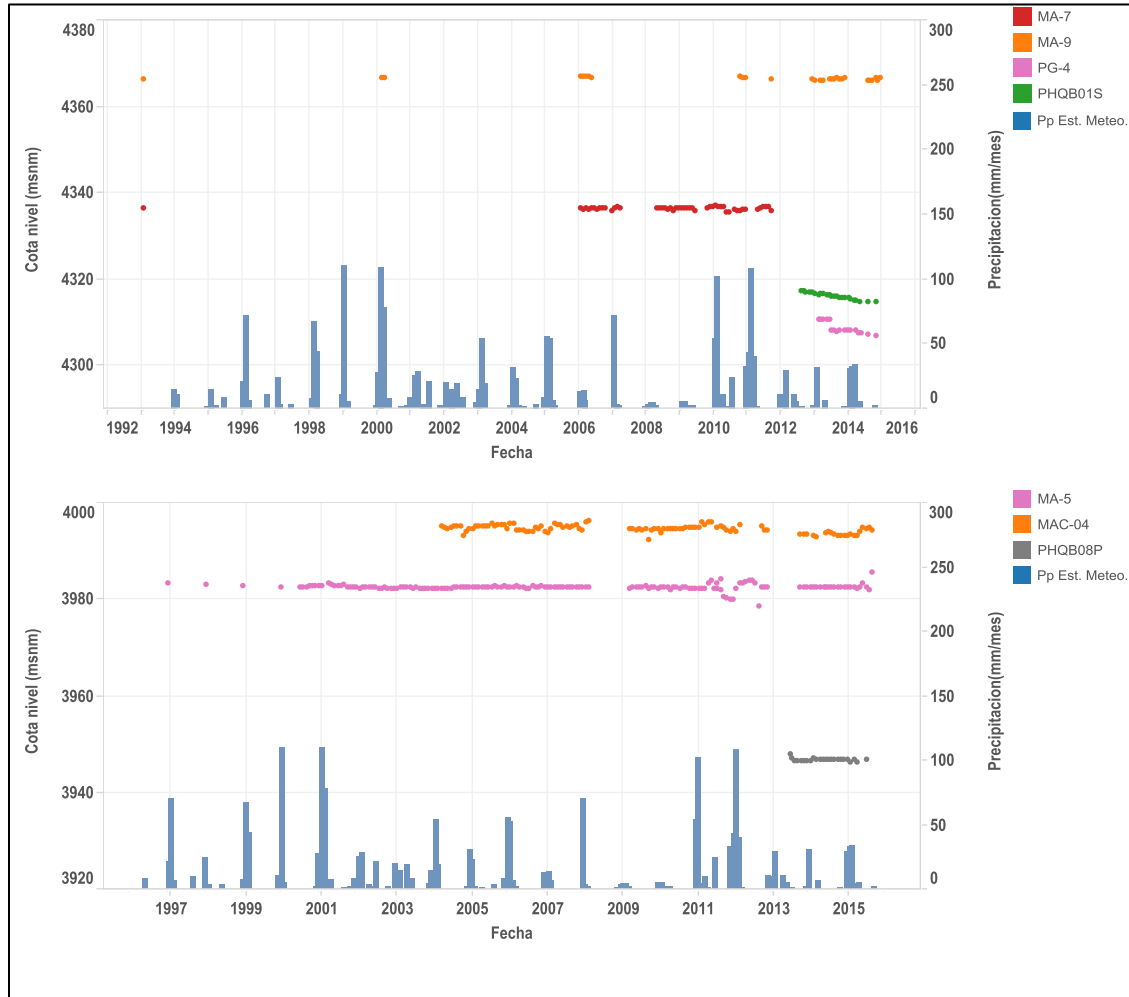 MA-7
MA-9
PG-4
PHQB01S
Pp Est. Meteo.
4380
4360
4340
4320
4300
Cota nivel (msnm)
300
250
200
150
100
50
0
Precipitacion(mm/mes)
1992 1994 1996 1998 2000 2002 2004 2006 2008 2010 2012 2014 2016
Fecha
MA-5
MAC-04
PHQB08P
Pp Est. Meteo.
4000
3980
3960
3940
3920
Cota nivel (msnm)
300
250
200
150
100
50
0
Precipitacion(mm/mes)
1997 1999 2001 2003 2005 2007 2009 2011 2013 2015
Fecha